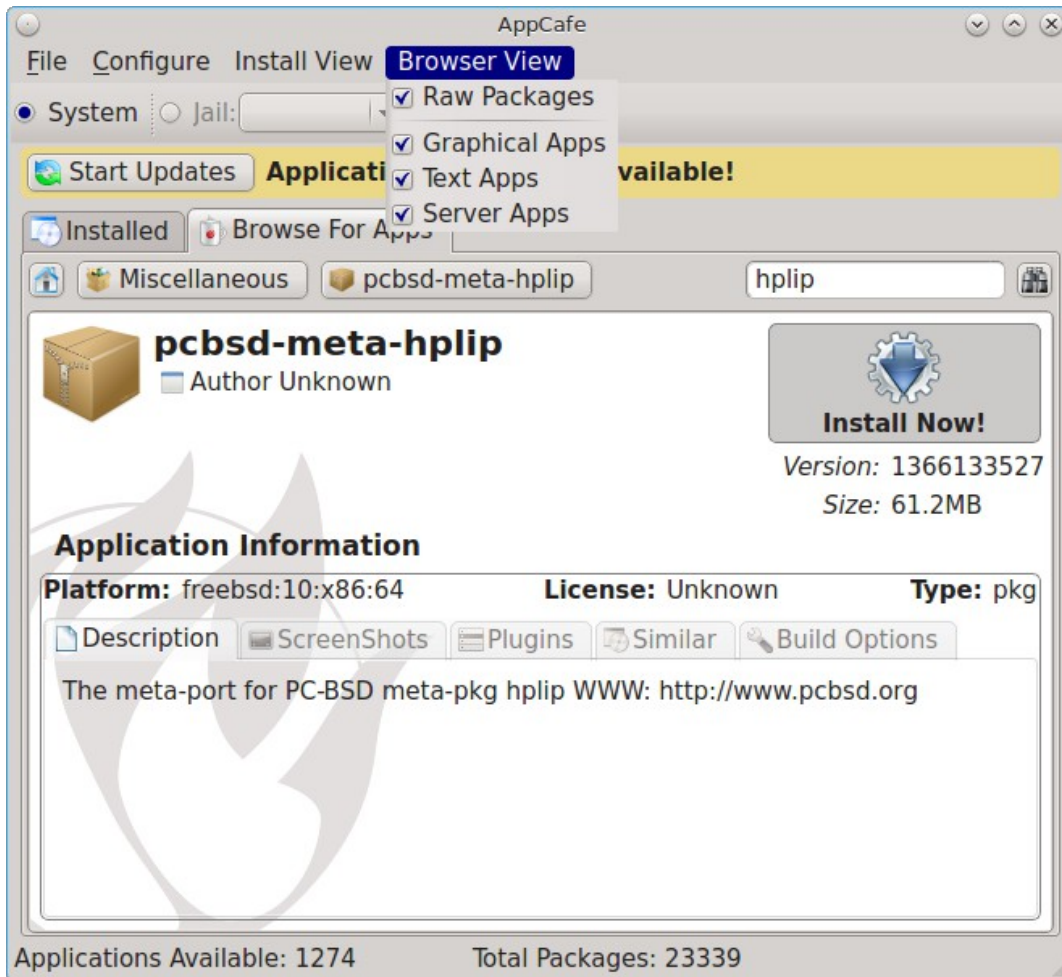 AppCafe
File Configure Install View Browser View
Raw Packages
System Jail:
Graphical Apps
Start Updates
Text Apps
Server Apps
Installed Browse For Apps
Miscellaneous pcbsd-meta-hplip hplip
pcbsd-meta-hplip
Author Unknown
Install Now!
Version: 1366133527
Size: 61.2MB
Application Information
Platform: freebsd:10:x86:64 License: Unknown Type: pkg
Description ScreenShots Plugins Similar Build Options
The meta-port for PC-BSD meta-pkg hplip WWW: http://www.pcbsd.org
Applications Available: 1274 Total Packages: 23339